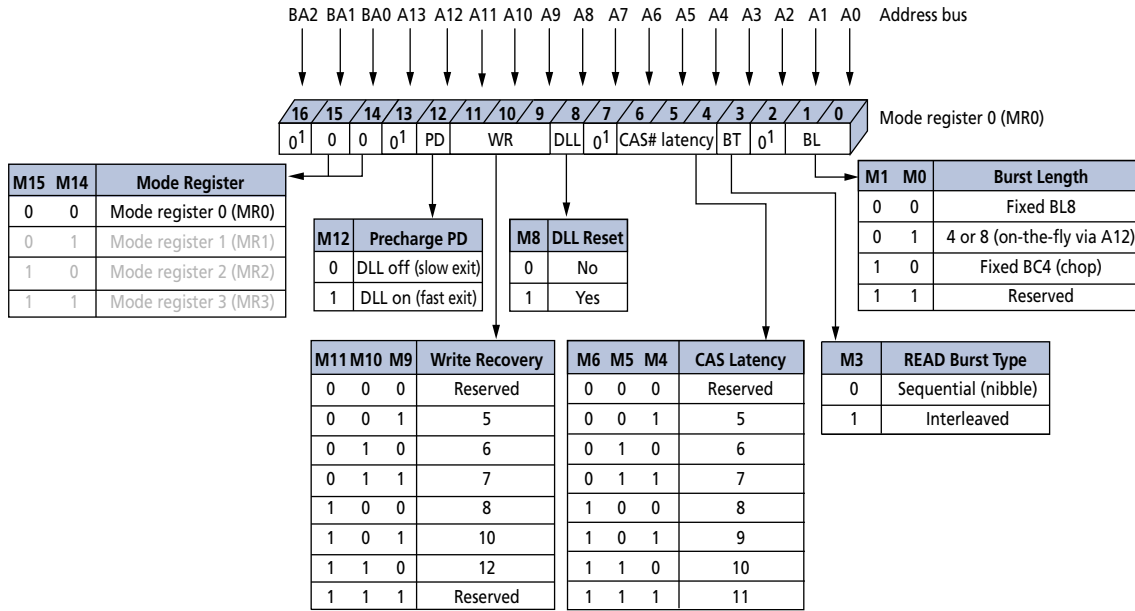 BA2 BA1 BA0 A13 A12 A11 A10 A9 A8 A7 A6 A5 A4 A3 A2 A1 A0 Address bus
16 15 14 13 12 11 10 9 8 7 6 5 4 3 2 1 0
Mode register 0 (MR0)
0¹ 0 0 0¹ PD WR DLL 0¹ CAS# latency BT 0¹ BL
M15 M14 Mode Register
0 0 Mode register 0 (MR0)
0 1 Mode register 1 (MR1)
1 0 Mode register 2 (MR2)
1 1 Mode register 3 (MR3)
M12 Precharge PD
0 DLL off (slow exit)
1 DLL on (fast exit)
M8 DLL Reset
0 No
1 Yes
M1 M0 Burst Length
0 0 Fixed BL8
0 1 4 or 8 (on-the-fly via A12)
1 0 Fixed BC4 (chop)
1 1 Reserved
M11 M10 M9 Write Recovery
0 0 0 Reserved
0 0 1 5
0 1 0 6
0 1 1 7
1 0 0 8
1 0 1 10
1 1 0 12
1 1 1 Reserved
M6 M5 M4 CAS Latency
0 0 0 Reserved
0 0 1 5
0 1 0 6
0 1 1 7
1 0 0 8
1 0 1 9
1 1 0 10
1 1 1 11
M3 READ Burst Type
0 Sequential (nibble)
1 Interleaved